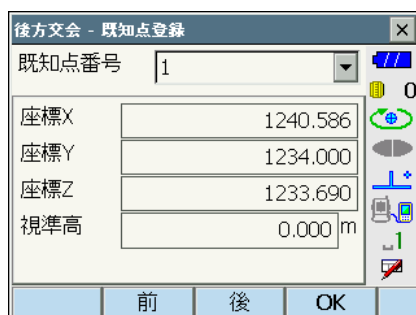 後方交会 - 既知点登録
既知点番号 1
0
座標X 1240.586
座標Y 1234.000
座標Z 1233.690
視準高 0.000 m
1
前 後 OK